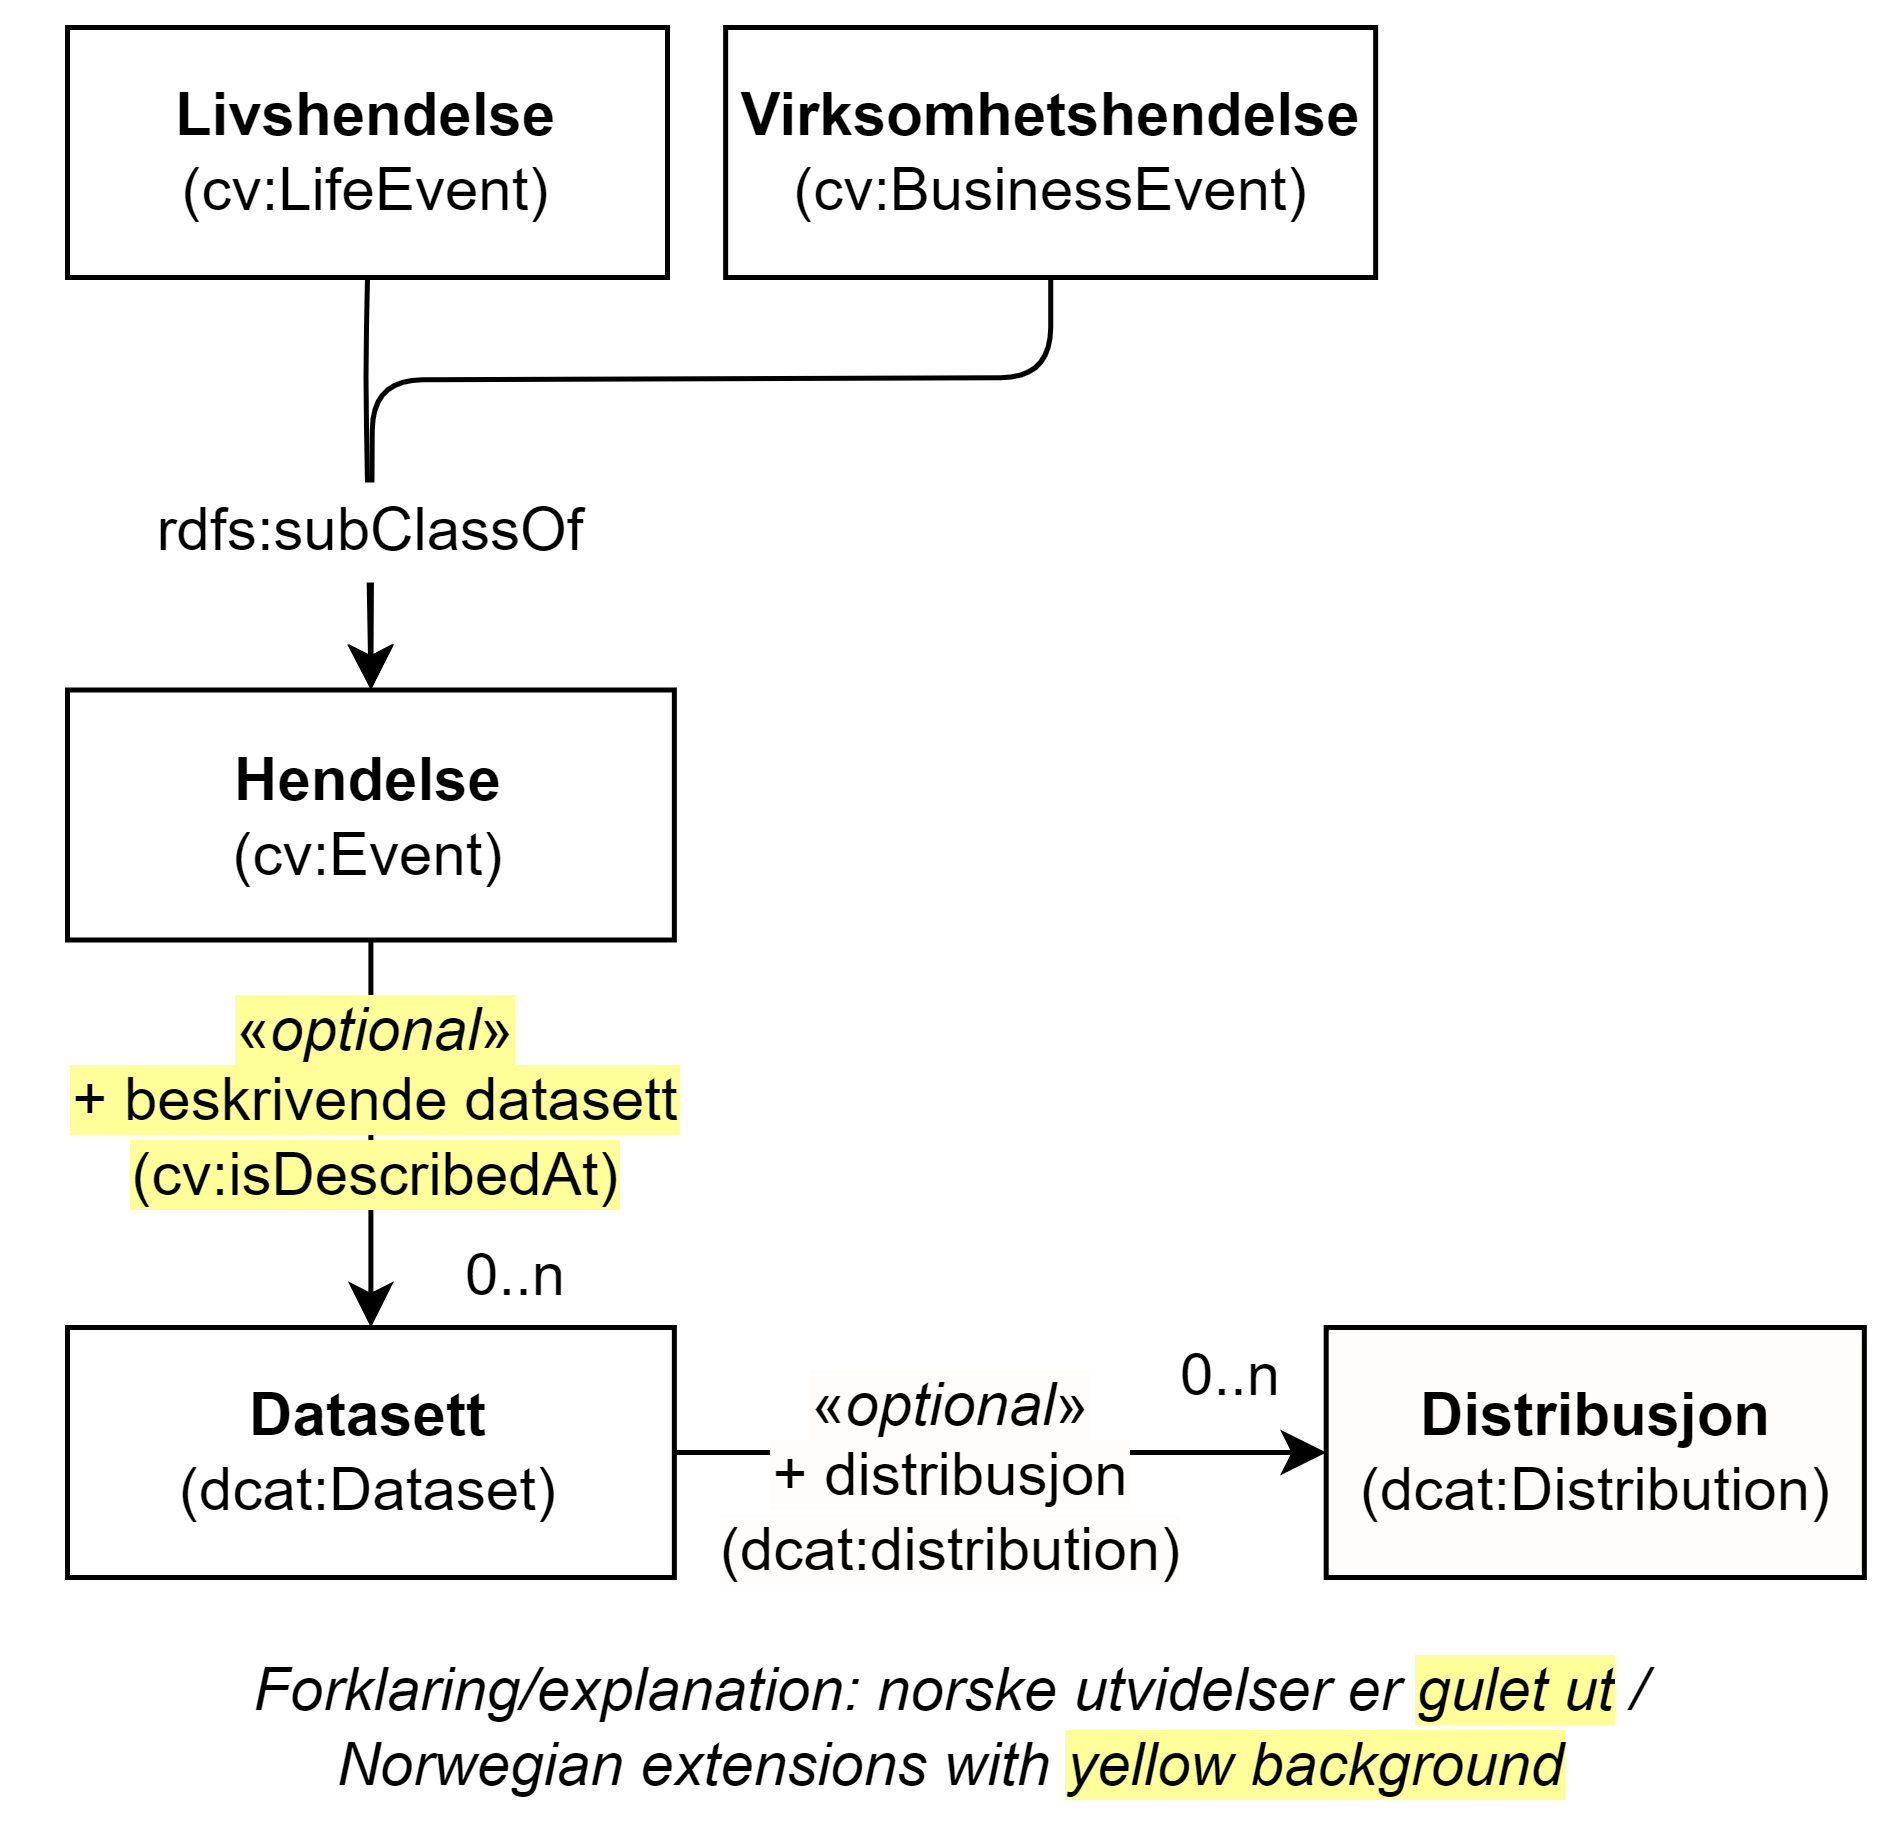 Livshendelse
(cv:LifeEvent)
Virksomhetshendelse
(cv:BusinessEvent)
rdfs:subClassOf
Hendelse
(cv:Event)
«optional»
+ beskrivende datasett
(cv:isDescribedAt)
0..n
Datasett
(dcat:Dataset)
«optional»
+ distribusjon
(dcat:distribution)
0..n
Distribusjon
(dcat:Distribution)
Forklaring/explanation: norske utvidelser er gulet ut /
Norwegian extensions with yellow background